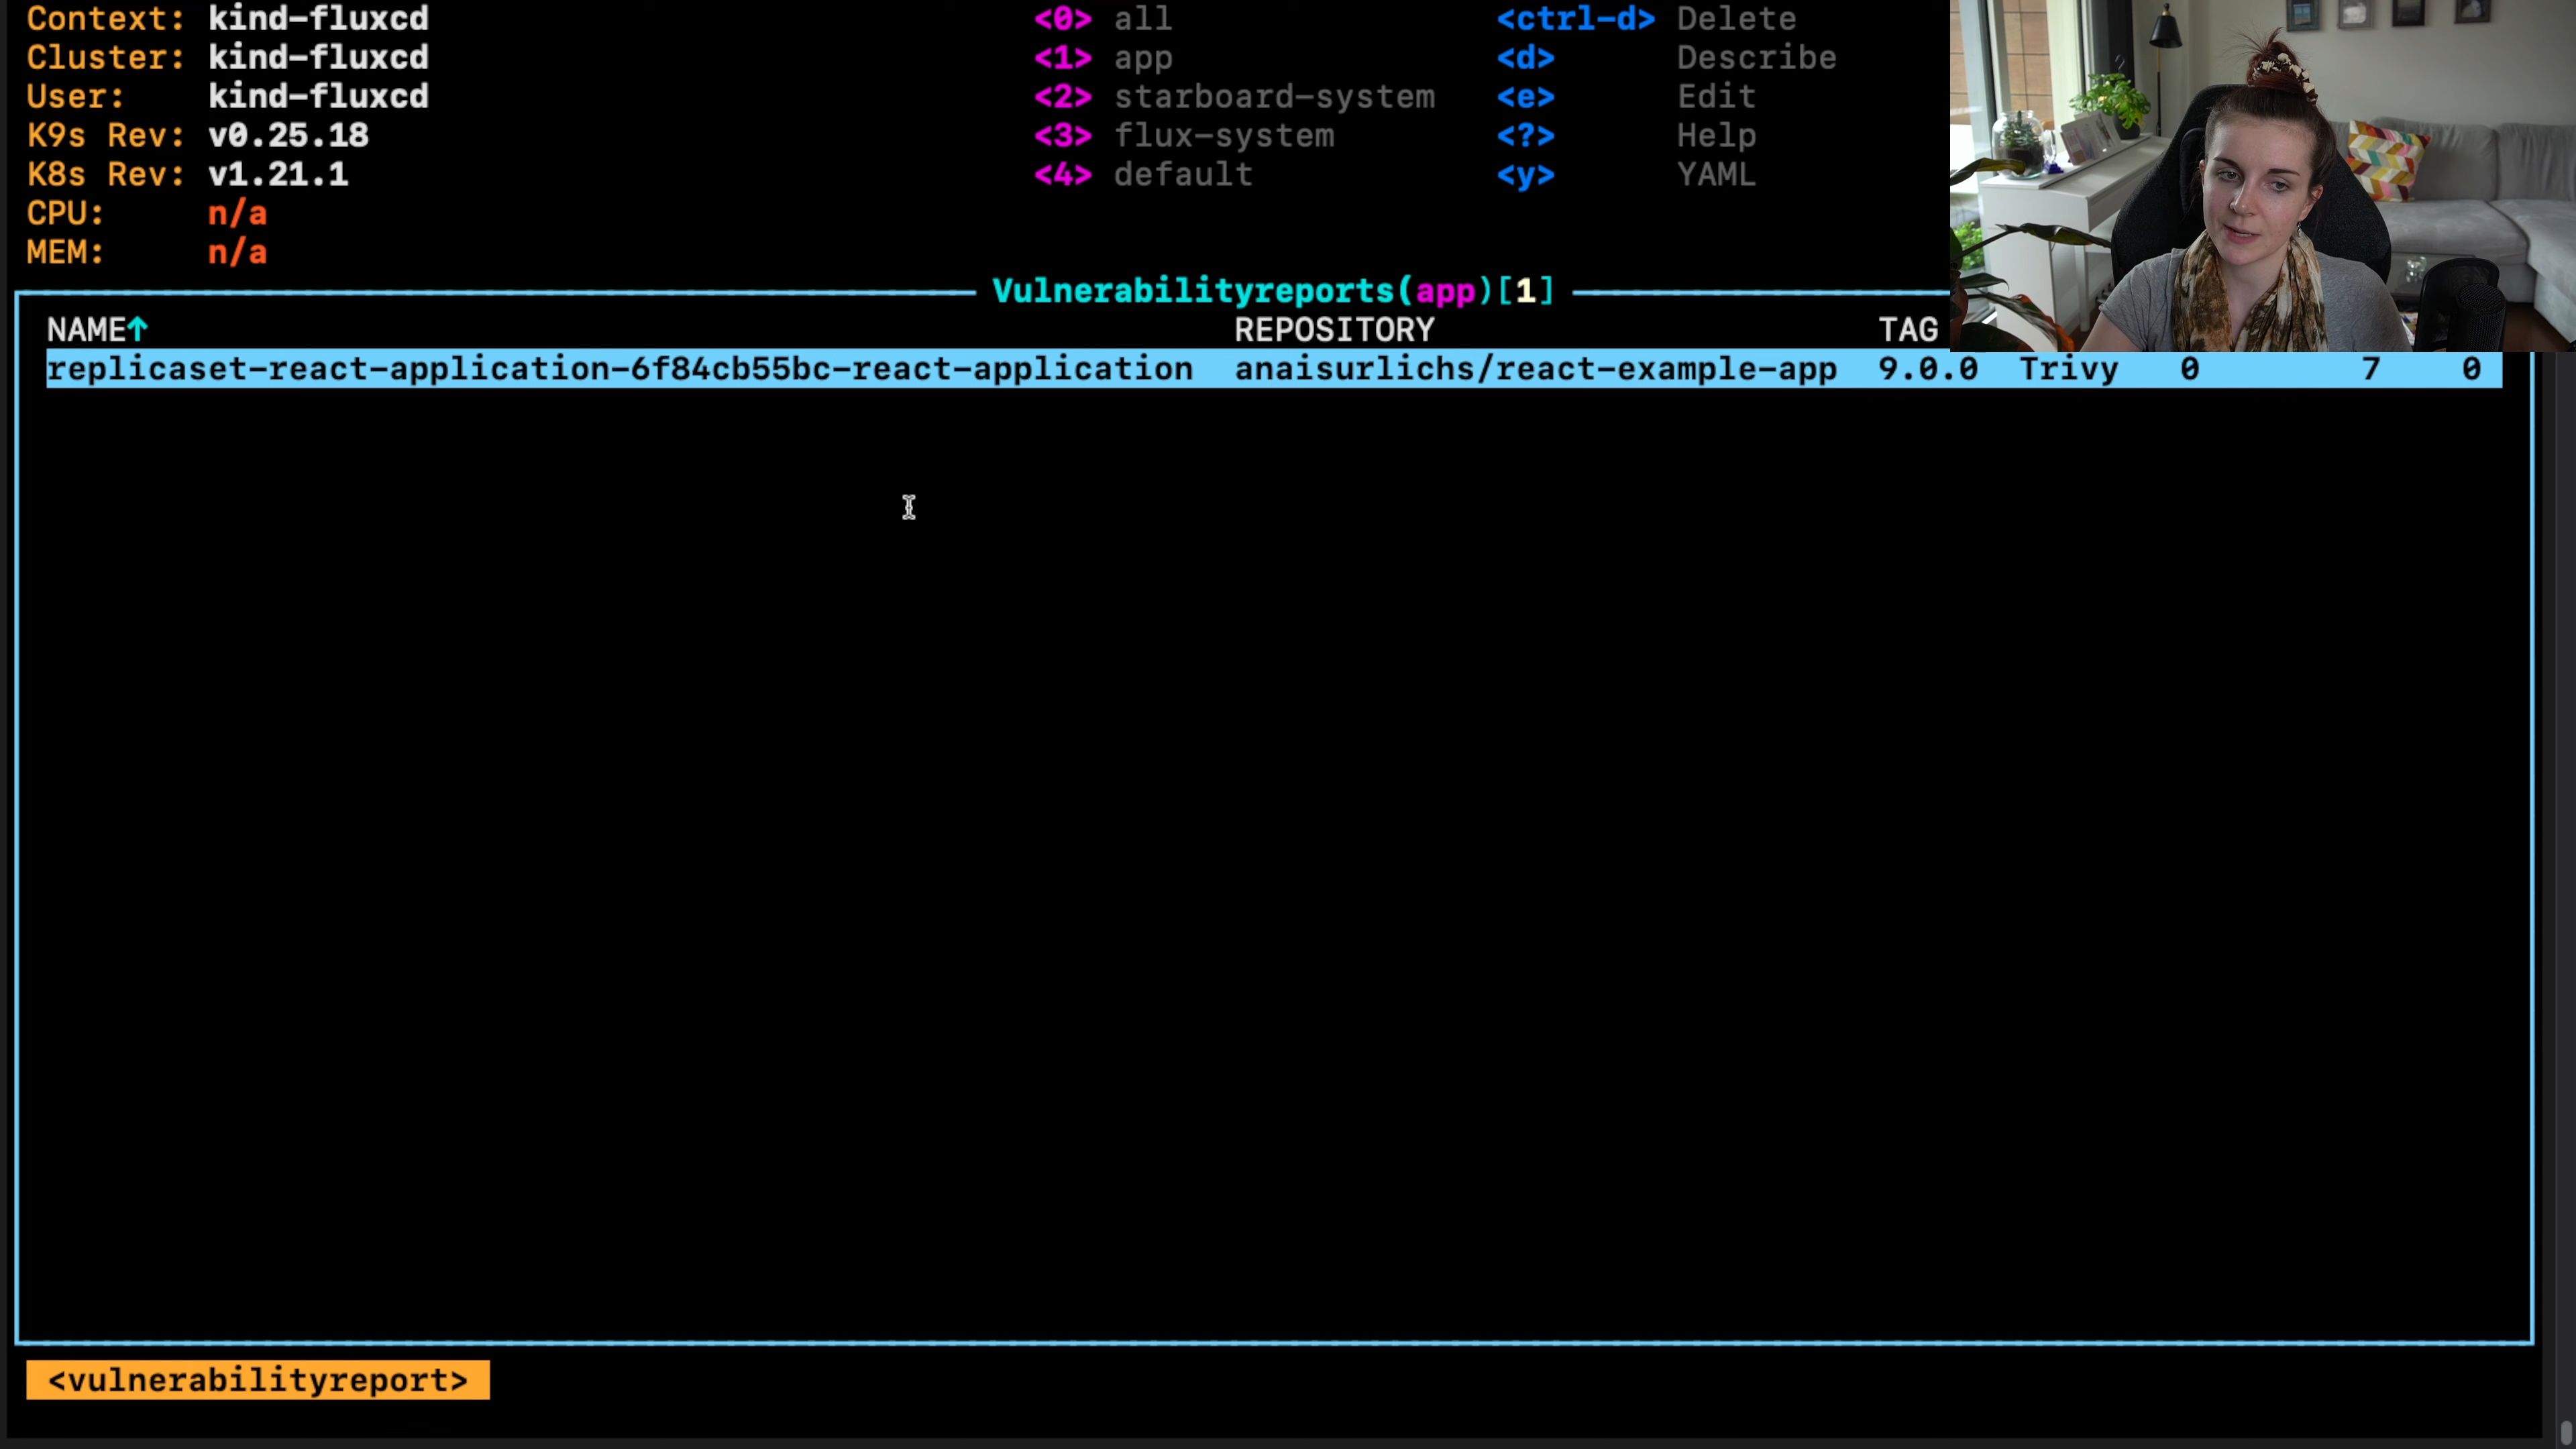 Context: kind-fluxcd <0> all <ctrl-d> Delete
Cluster: kind-fluxcd <1> app <d> Describe
User: kind-fluxcd <2> starboard-system <e> Edit
K9s Rev: v0.25.18 <3> flux-system <?> Help
K8s Rev: v1.21.1 <4> default <y> YAML
CPU: n/a
MEM: n/a
Vulnerabilityreports(app)[1]
NAME↑ REPOSITORY TAG
replicaset-react-application-6f84cb55bc-react-application anaisurlichs/react-example-app 9.0.0 Trivy 0 7 0
<vulnerabilityreport>